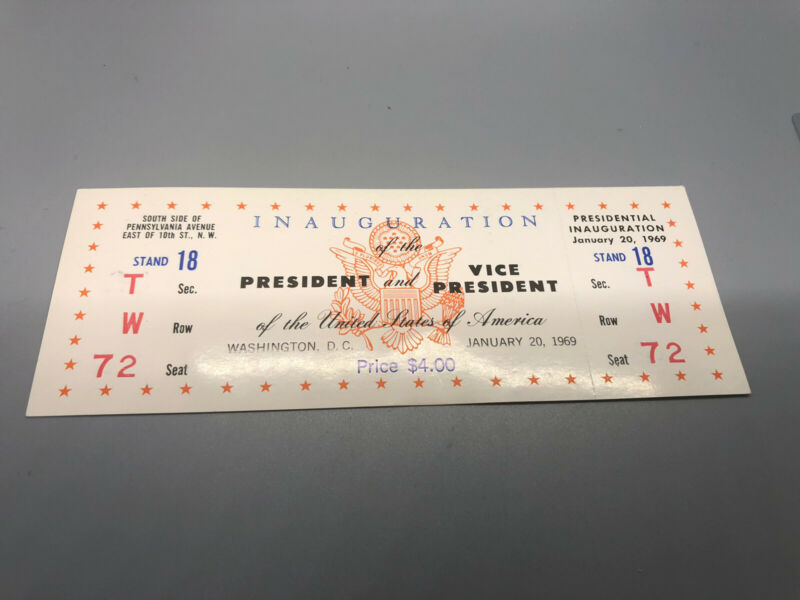 SOUTH SIDE OF
PENNSYLVANIA AVENUE
EAST OF 10th ST., N. W.
STAND 18
T Sec.
W Row
72 Seat
INAUGURATION
of the
PRESIDENT and VICE PRESIDENT
of the United States of America
WASHINGTON, D. C. JANUARY 20, 1969
Price $4.00
PRESIDENTIAL
INAUGURATION
January 20, 1969
STAND 18
Sec. T
Row W
Seat 72